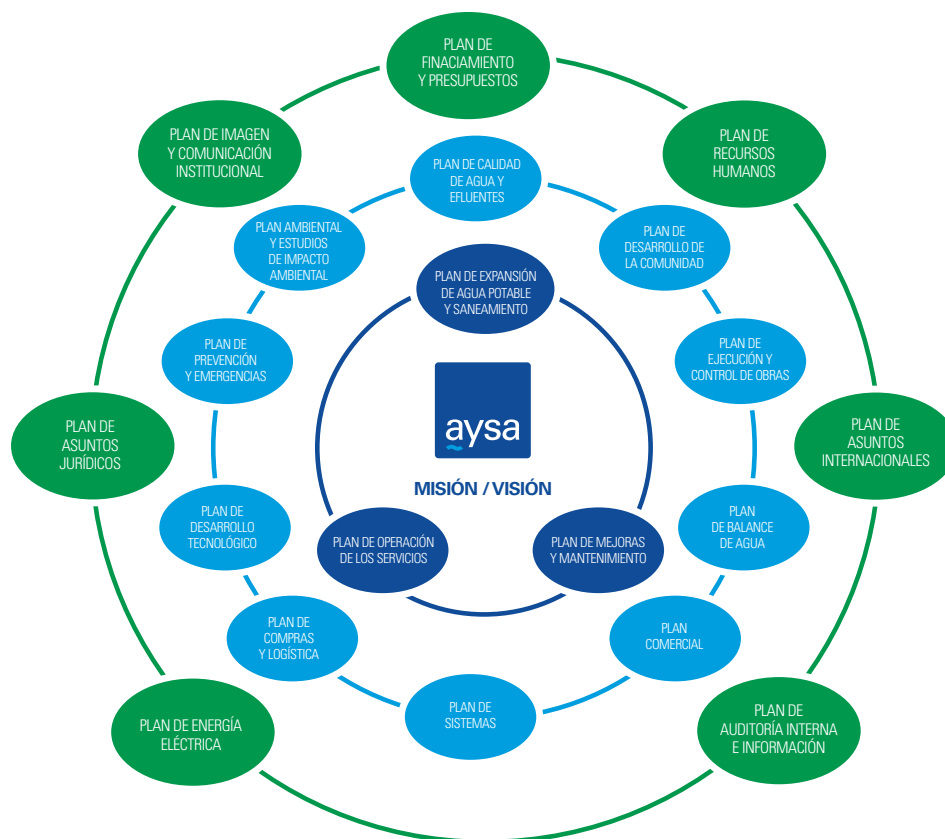 PLAN DE
FINACIAMIENTO
Y PRESUPUESTOS
PLAN DE IMAGEN
Y COMUNICACIÓN
INSTITUCIONAL
PLAN DE
RECURSOS
HUMANOS
PLAN DE CALIDAD
DE AGUA Y
EFLUENTES
PLAN AMBIENTAL
Y ESTUDIOS
DE IMPACTO
AMBIENTAL
PLAN DE
DESARROLLO DE
LA COMUNIDAD
PLAN DE EXPANSIÓN
DE AGUA POTABLE
Y SANEAMIENTO
PLAN DE
PREVENCIÓN
Y EMERGENCIAS
PLAN DE
EJECUCIÓN Y
CONTROL DE OBRAS
PLAN DE
ASUNTOS
JURÍDICOS
aysa
MISIÓN / VISIÓN
PLAN DE
ASUNTOS
INTERNACIONALES
PLAN DE
DESARROLLO
TECNOLÓGICO
PLAN DE OPERACIÓN
DE LOS SERVICIOS
PLAN DE MEJORAS
Y MANTENIMIENTO
PLAN
DE BALANCE
DE AGUA
PLAN DE
COMPRAS
Y LOGÍSTICA
PLAN
COMERCIAL
PLAN DE
SISTEMAS
PLAN DE ENERGÍA
ELÉCTRICA
PLAN DE
AUDITORÍA INTERNA
E INFORMACIÓN